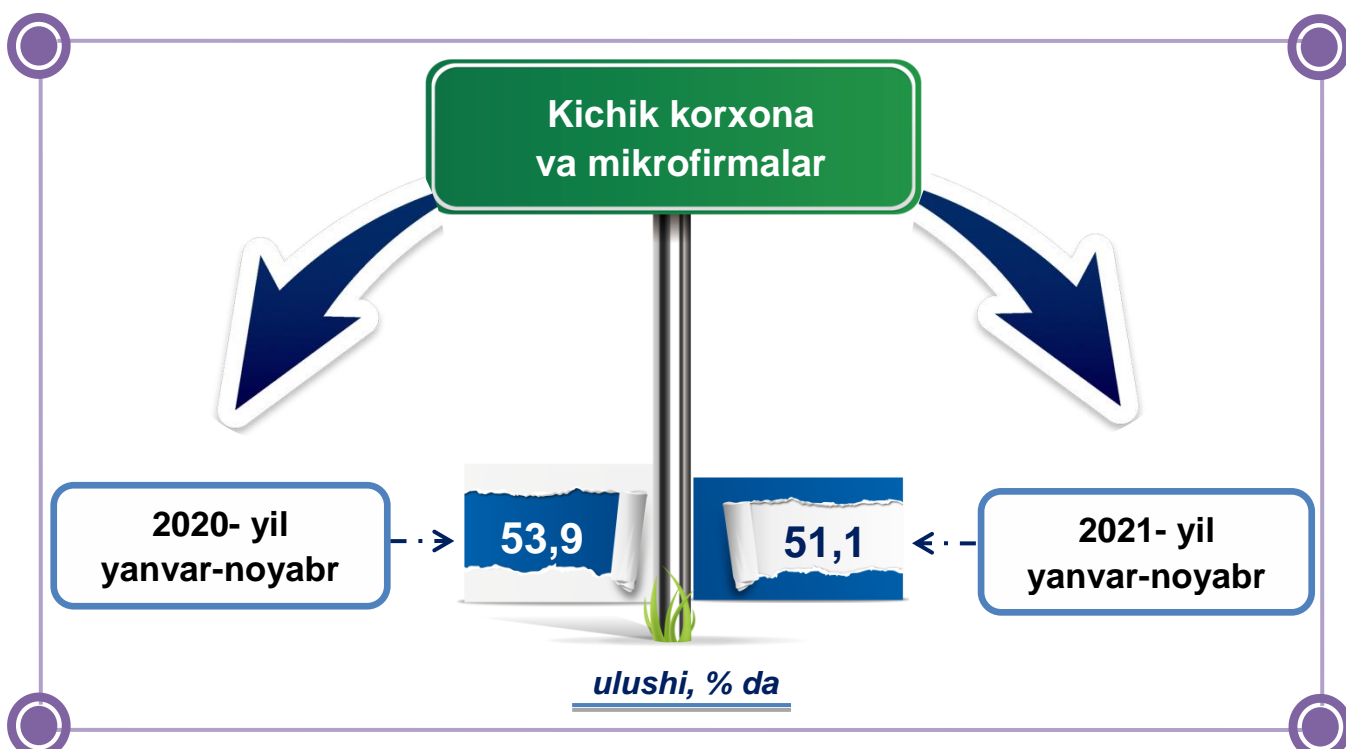 Kichik korxona
va mikrofirmalar
2020- yil
yanvar-noyabr
53,9
51,1
2021- yil
yanvar-noyabr
ulushi, % da